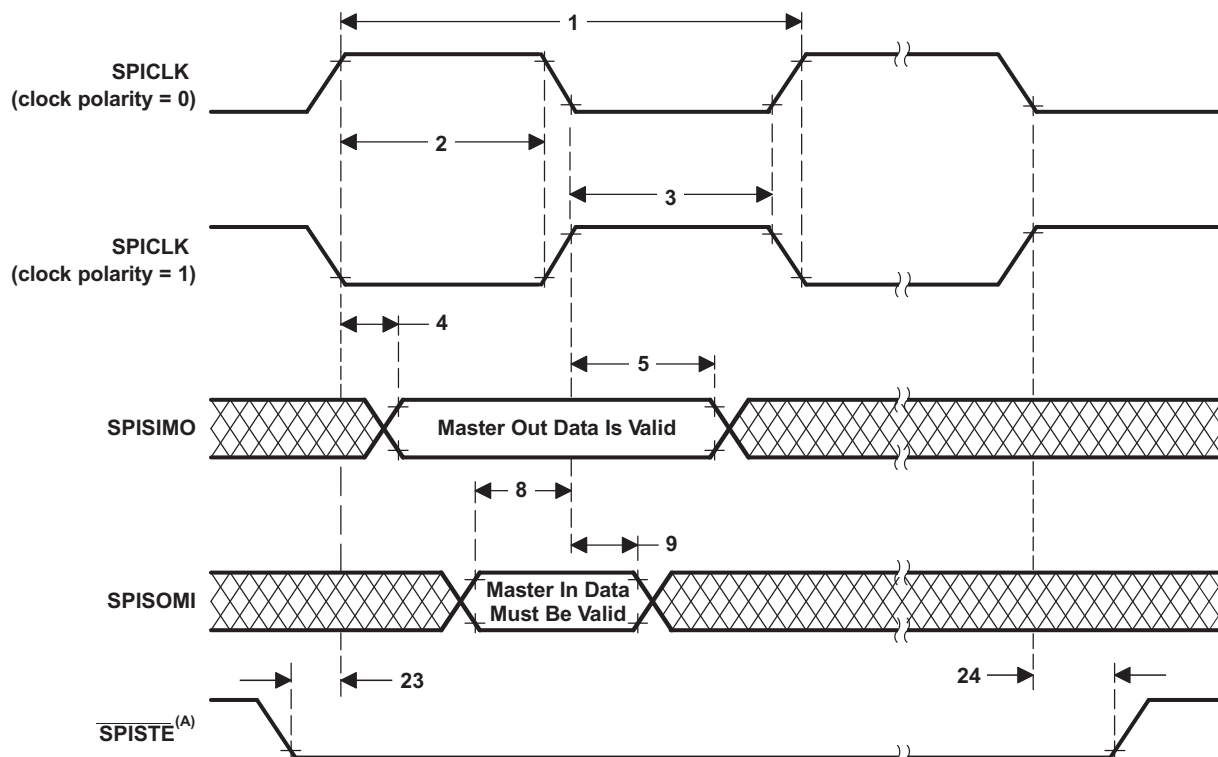 1
SPICLK
(clock polarity = 0)
2
3
SPICLK
(clock polarity = 1)
4
5
SPISIMO
Master Out Data Is Valid
8
9
SPISOMI
Master In Data
Must Be Valid
23
24
SPISTE(A)